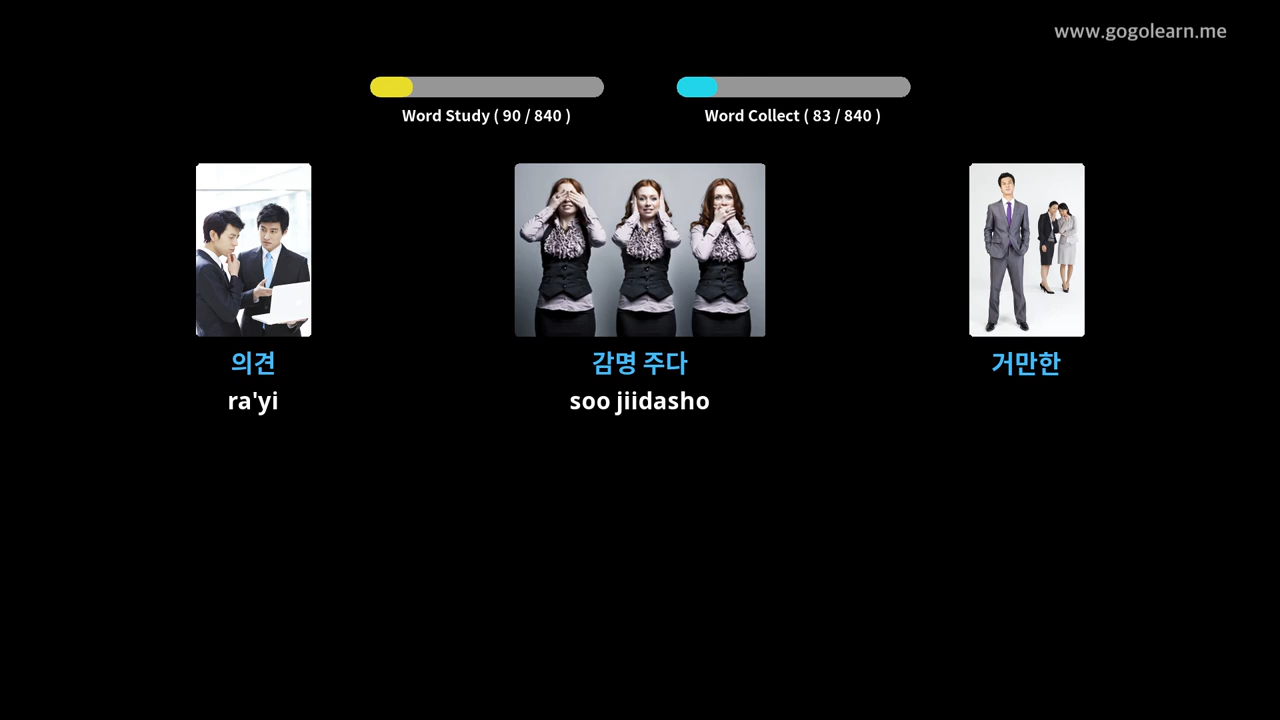 www.gogolearn.me
Word Study ( 90 / 840 )
Word Collect ( 83 / 840 )
의견
ra'yi
감명 주다
soo jiidasho
거만한